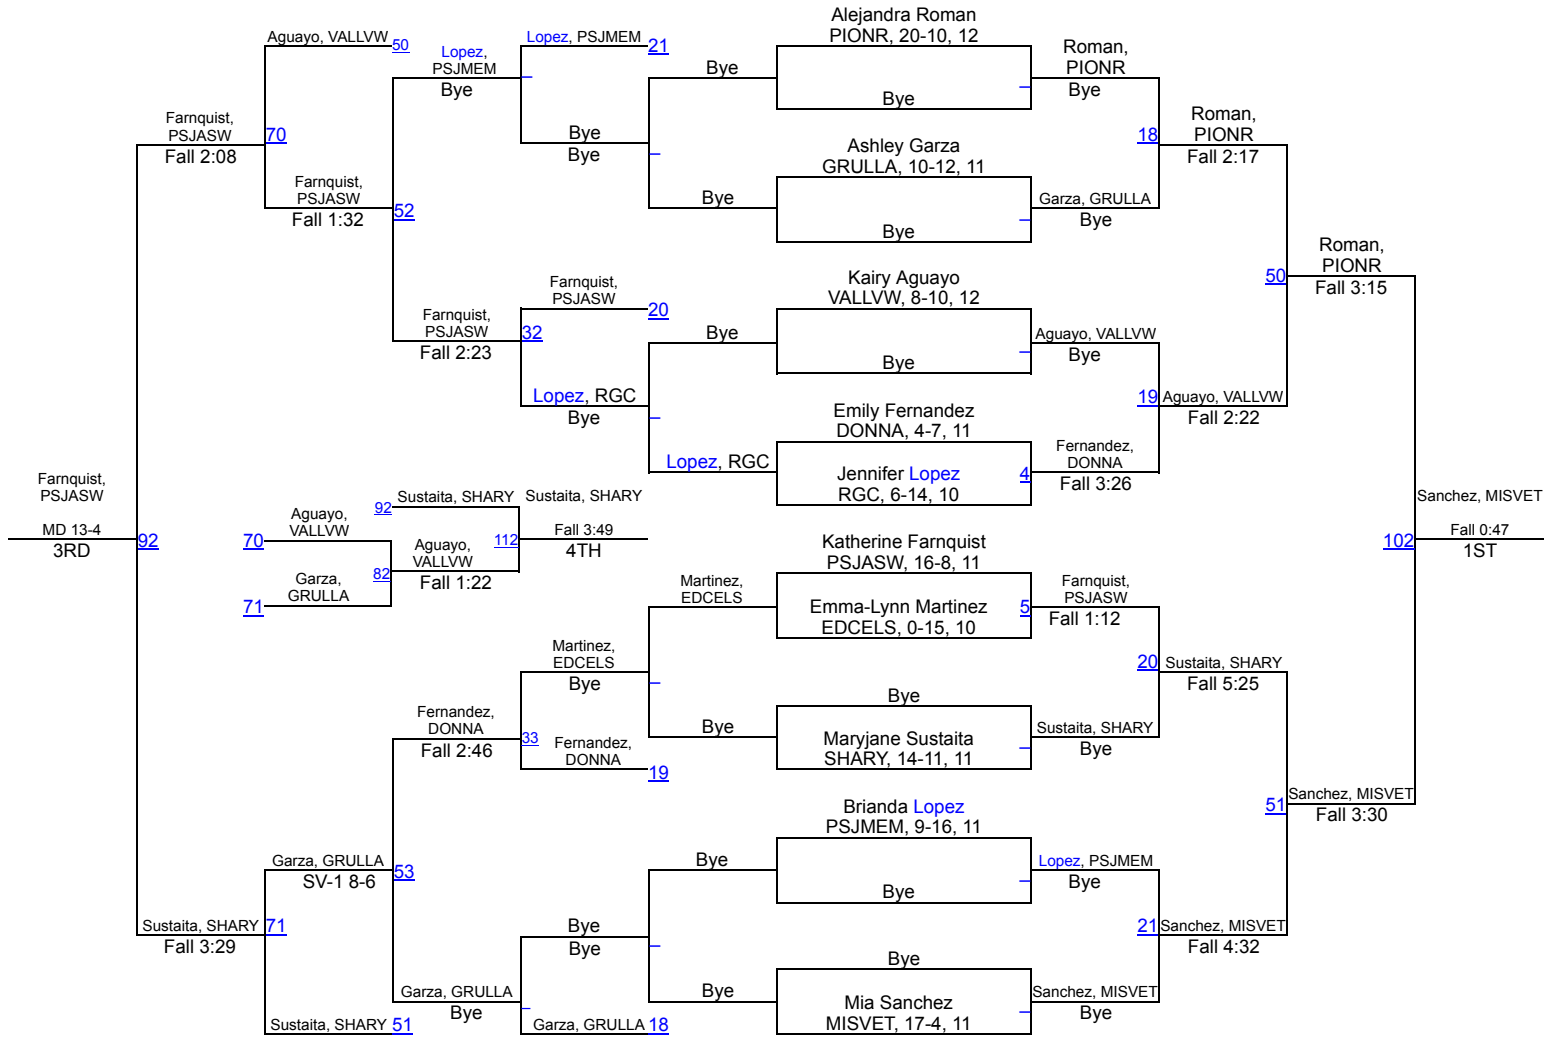 Alejandra Roman
PIONR, 20-10, 12
Bye
Ashley Garza
GRULLA, 10-12, 11
Bye
Kairy Aguayo
VALLVW, 8-10, 12
Bye
Emily Fernandez
DONNA, 4-7, 11
Jennifer Lopez
RGC, 6-14, 10
4
Katherine Farnquist
PSJASW, 16-8, 11
Emma-Lynn Martinez
EDCELS, 0-15, 10
5
Bye
Maryjane Sustaita
SHARY, 14-11, 11
Brianda Lopez
PSJMEM, 9-16, 11
Bye
Bye
Mia Sanchez
MISVET, 17-4, 11
Roman,
PIONR
Bye
18
Garza, GRULLA
Bye
Aguayo, VALLVW
Bye
19
Fernandez,
DONNA
Fall 3:26
Farnquist,
PSJASW
Fall 1:12
20
Sustaita, SHARY
Bye
Lopez, PSJMEM
Bye
21
Sanchez, MISVET
Bye
Roman,
PIONR
Fall 2:17
50
Aguayo, VALLVW
Fall 2:22
Sustaita, SHARY
Fall 5:25
51
Sanchez, MISVET
Fall 4:32
Roman,
PIONR
Fall 3:15
102
Sanchez, MISVET
Fall 3:30
Sanchez, MISVET
Fall 0:47
1ST
Bye
Bye
Bye
Lopez, RGC
Martinez,
EDCELS
Bye
Bye
Bye
Lopez, PSJMEM
21
Bye
Bye
Farnquist,
PSJASW
20
Lopez, RGC
Bye
Martinez,
EDCELS
Bye
Fernandez,
DONNA
19
Bye
Bye
Garza, GRULLA
18
Lopez,
PSJMEM
Bye
Farnquist,
PSJASW
Fall 2:23
32
Fernandez,
DONNA
Fall 2:46
33
Garza, GRULLA
Bye
Aguayo, VALLVW
50
Farnquist,
PSJASW
Fall 1:32
52
Garza, GRULLA
SV-1 8-6
53
Sustaita, SHARY
51
Farnquist,
PSJASW
Fall 2:08
70
Sustaita, SHARY
Fall 3:29
71
Farnquist,
PSJASW
MD 13-4
3RD
92
70
Aguayo,
VALLVW
71
Garza,
GRULLA
82
92
Sustaita, SHARY
Aguayo,
VALLVW
Fall 1:22
112
Sustaita, SHARY
Fall 3:49
4TH